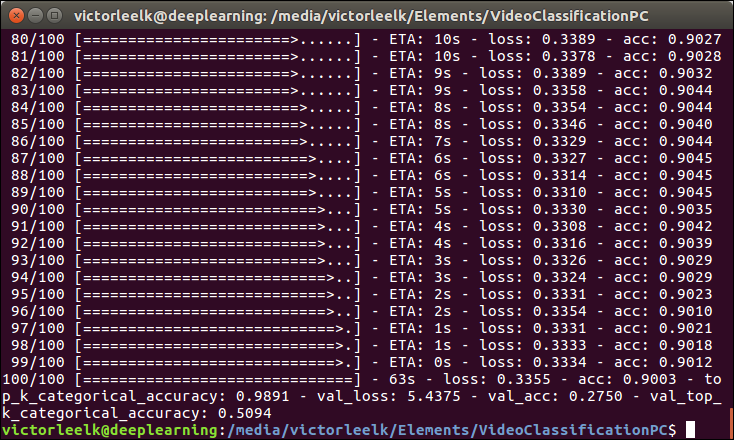 victorleelk@deeplearning: /media/victorleelk/Elements/VideoClassificationPC
80/100 [========================>......] - ETA: 10s - loss: 0.3389 - acc: 0.9027
81/100 [========================>......] - ETA: 10s - loss: 0.3378 - acc: 0.9028
82/100 [=========================>.....] - ETA: 9s - loss: 0.3389 - acc: 0.9032
83/100 [=========================>.....] - ETA: 9s - loss: 0.3358 - acc: 0.9044
84/100 [==========================>....] - ETA: 8s - loss: 0.3354 - acc: 0.9044
85/100 [=========================>.....] - ETA: 8s - loss: 0.3346 - acc: 0.9040
86/100 [==========================>....] - ETA: 7s - loss: 0.3329 - acc: 0.9044
87/100 [===========================>...] - ETA: 6s - loss: 0.3327 - acc: 0.9045
88/100 [===========================>...] - ETA: 6s - loss: 0.3314 - acc: 0.9045
89/100 [===========================>...] - ETA: 5s - loss: 0.3310 - acc: 0.9045
90/100 [============================>...] - ETA: 5s - loss: 0.3330 - acc: 0.9035
91/100 [============================>...] - ETA: 4s - loss: 0.3308 - acc: 0.9042
92/100 [============================>...] - ETA: 4s - loss: 0.3316 - acc: 0.9039
93/100 [============================>...] - ETA: 3s - loss: 0.3326 - acc: 0.9029
94/100 [=============================>..] - ETA: 3s - loss: 0.3324 - acc: 0.9029
95/100 [=============================>..] - ETA: 2s - loss: 0.3331 - acc: 0.9023
96/100 [=============================>..] - ETA: 2s - loss: 0.3354 - acc: 0.9010
97/100 [==============================>.] - ETA: 1s - loss: 0.3331 - acc: 0.9021
98/100 [==============================>.] - ETA: 1s - loss: 0.3333 - acc: 0.9018
99/100 [==============================>.] - ETA: 0s - loss: 0.3334 - acc: 0.9012
100/100 [===============================] - 63s - loss: 0.3355 - acc: 0.9003 - to
p_k_categorical_accuracy: 0.9891 - val_loss: 5.4375 - val_acc: 0.2750 - val_top_
k_categorical_accuracy: 0.5094
victorleelk@deeplearning:/media/victorleelk/Elements/VideoClassificationPC$